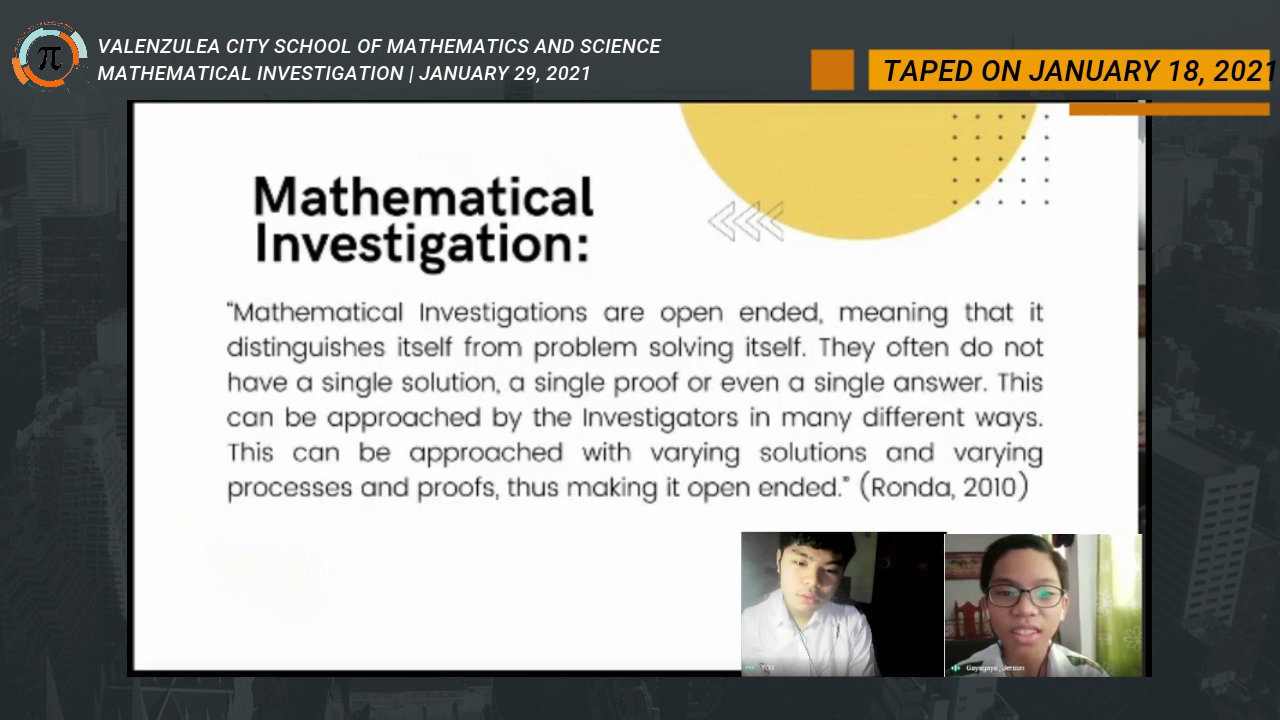 VALENZULEA CITY SCHOOL OF MATHEMATICS AND SCIENCE
MATHEMATICAL INVESTIGATION | JANUARY 29, 2021
π
TAPED ON JANUARY 18, 2021
Mathematical
Investigation:
“Mathematical Investigations are open ended, meaning that it
distinguishes itself from problem solving itself. They often do not
have a single solution, a single proof or even a single answer. This
can be approached by the Investigators in many different ways.
This can be approached with varying solutions and varying
processes and proofs, thus making it open ended.” (Ronda, 2010)
You
Gayagaya, Jerson